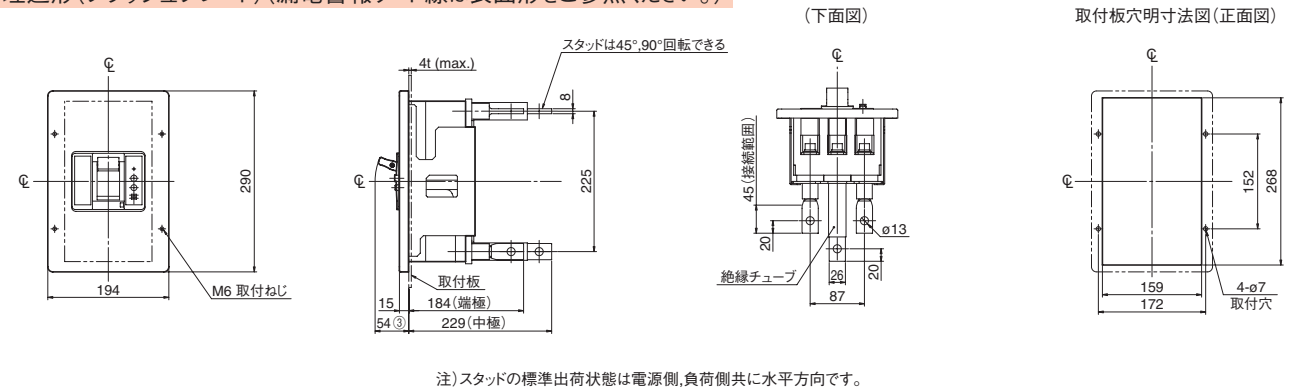 (下面図)
取付板穴明寸法図(正面図)
スタッドは45°,90°回転できる
4t (max.)
8
290
225
45(接続範囲)
20
ø13
20
絶縁チューブ
26
87
152
268
159
172
4-ø7
取付穴
194
M6 取付ねじ
取付板
15
184(端極)
54③
229(中極)
注)スタッドの標準出荷状態は電源側,負荷側共に水平方向です。